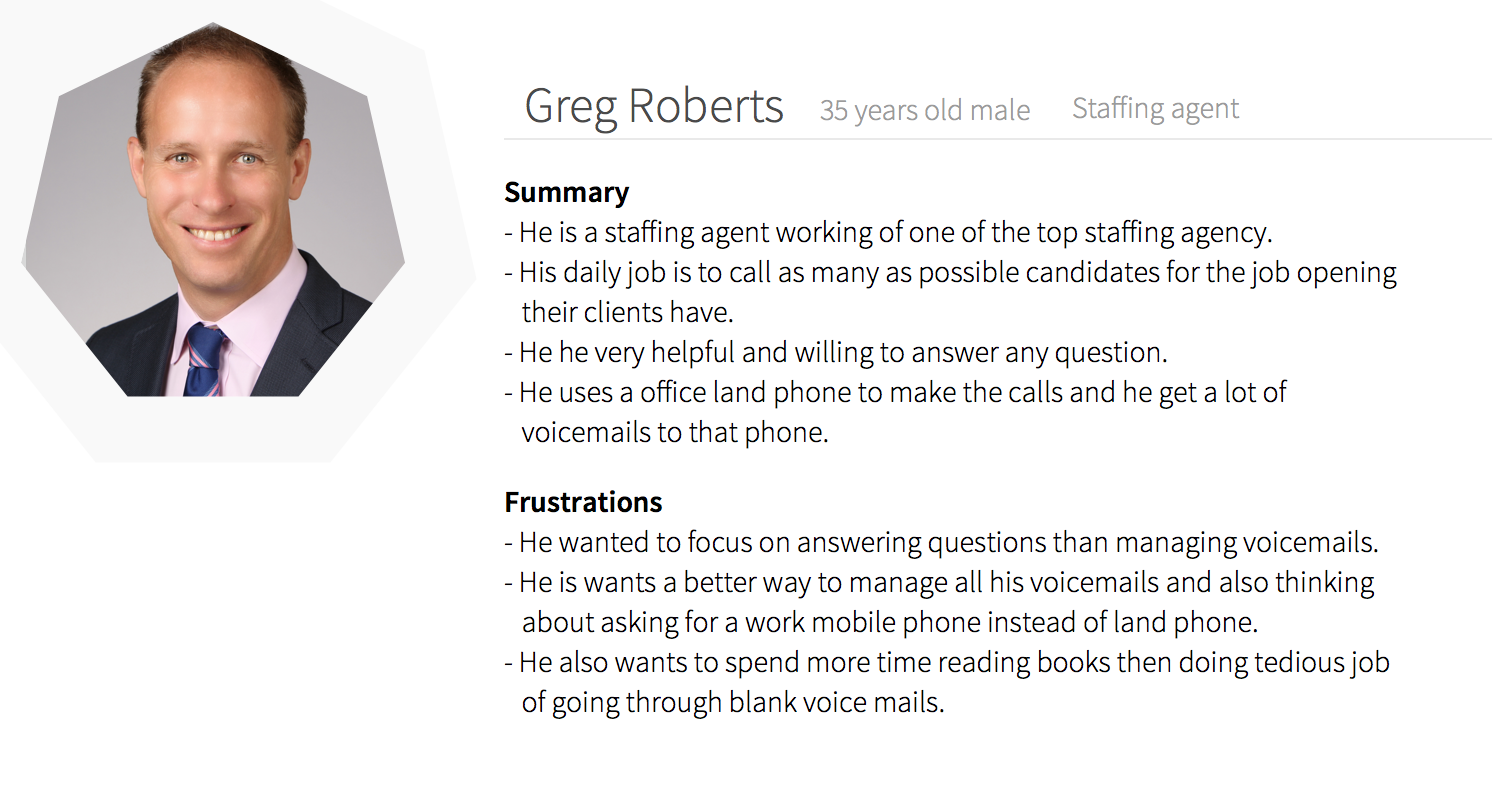 Greg Roberts 35 years old male Staffing agent
Summary
- He is a staffing agent working of one of the top staffing agency.
- His daily job is to call as many as possible candidates for the job opening
their clients have.
- He he very helpful and willing to answer any question.
- He uses a office land phone to make the calls and he get a lot of
voicemails to that phone.
Frustrations
- He wanted to focus on answering questions than managing voicemails.
- He is wants a better way to manage all his voicemails and also thinking
about asking for a work mobile phone instead of land phone.
- He also wants to spend more time reading books then doing tedious job
of going through blank voice mails.